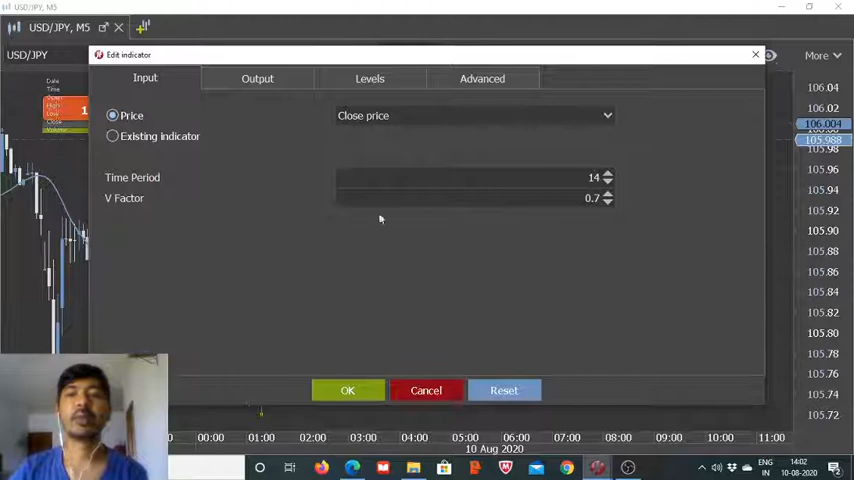 USD/JPY, M5
USD/JPY
More
Edit indicator
Input
Output
Levels
Advanced
Price
Close price
Existing indicator
Time Period
14
V Factor
0.7
OK
Cancel
Reset
Date
Time
High:
Low:
Close
Volume:
1
106.04
106.02
106.004
105.988
105.98
105.96
105.94
105.92
105.90
105.88
105.86
105.84
105.82
105.80
105.78
105.76
105.74
105.72
00:00
01:00
02:00
03:00
04:00
05:00
06:00
07:00
08:00
09:00
10:00
11:00
10 Aug 2020
ENG
IN
14:02
10-08-2020
2